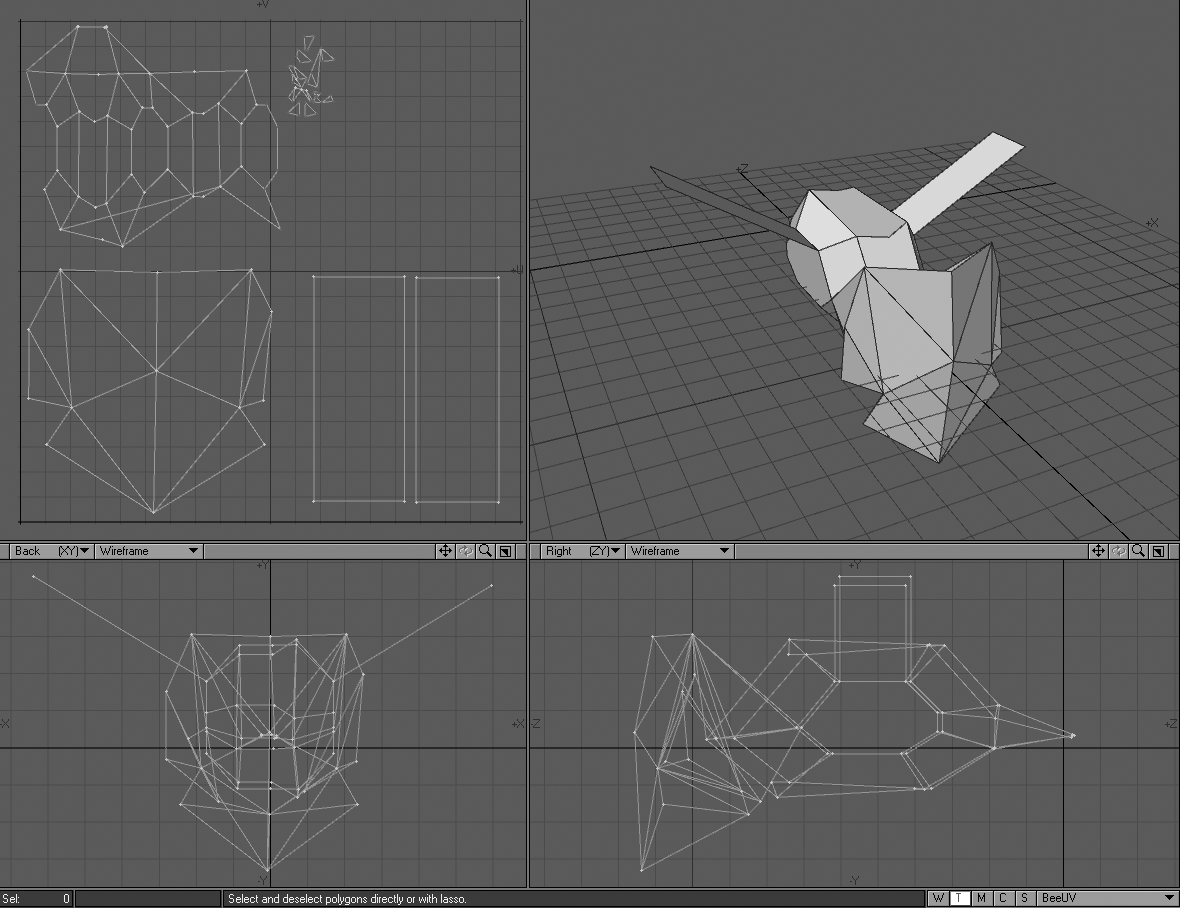 +V
+U
Z
+X
Back (XY) Wireframe
Right (ZY) Wireframe
+Y
-X
+X
-Y
+Y
-Z
+Z
-Y
Sel: 0
Select and deselect polygons directly or with lasso.
W T M C S BeeUV